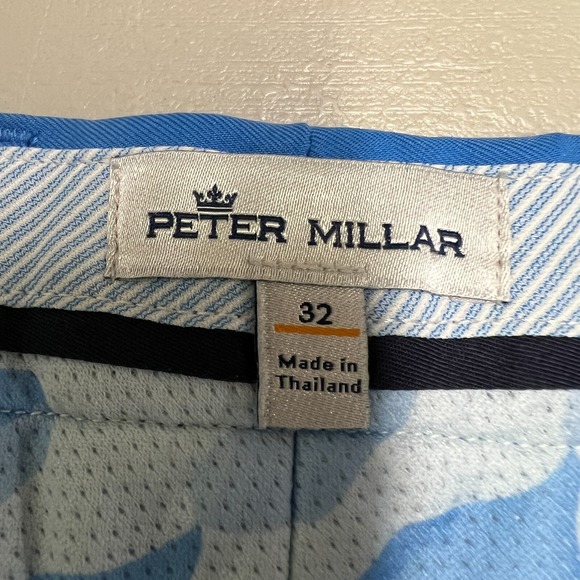 PETER MILLAR
32
Made in
Thailand